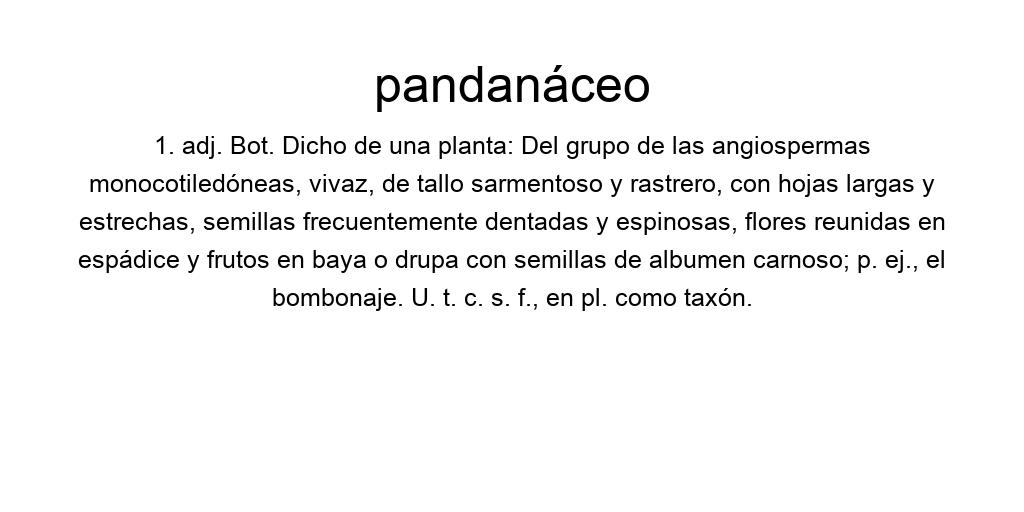 pandanáceo
1. adj. Bot. Dicho de una planta: Del grupo de las angiospermas
monocotiledóneas, vivaz, de tallo sarmentoso y rastrero, con hojas largas y
estrechas, semillas frecuentemente dentadas y espinosas, flores reunidas en
espádice y frutos en baya o drupa con semillas de albumen carnoso; p. ej., el
bombonaje. U. t. c. s. f., en pl. como taxón.